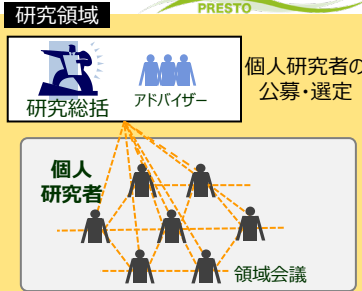 PRESTO
研究領域
研究総括
アドバイザー
個人研究者の
公募・選定
個人
研究者
領域会議